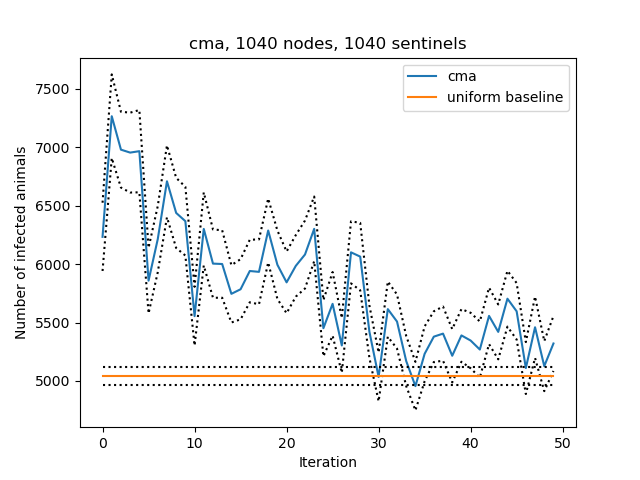 cma, 1040 nodes, 1040 sentinels
cma
uniform baseline
Number of infected animals
7500
7000
6500
6000
5500
5000
0 10 20 30 40 50
Iteration